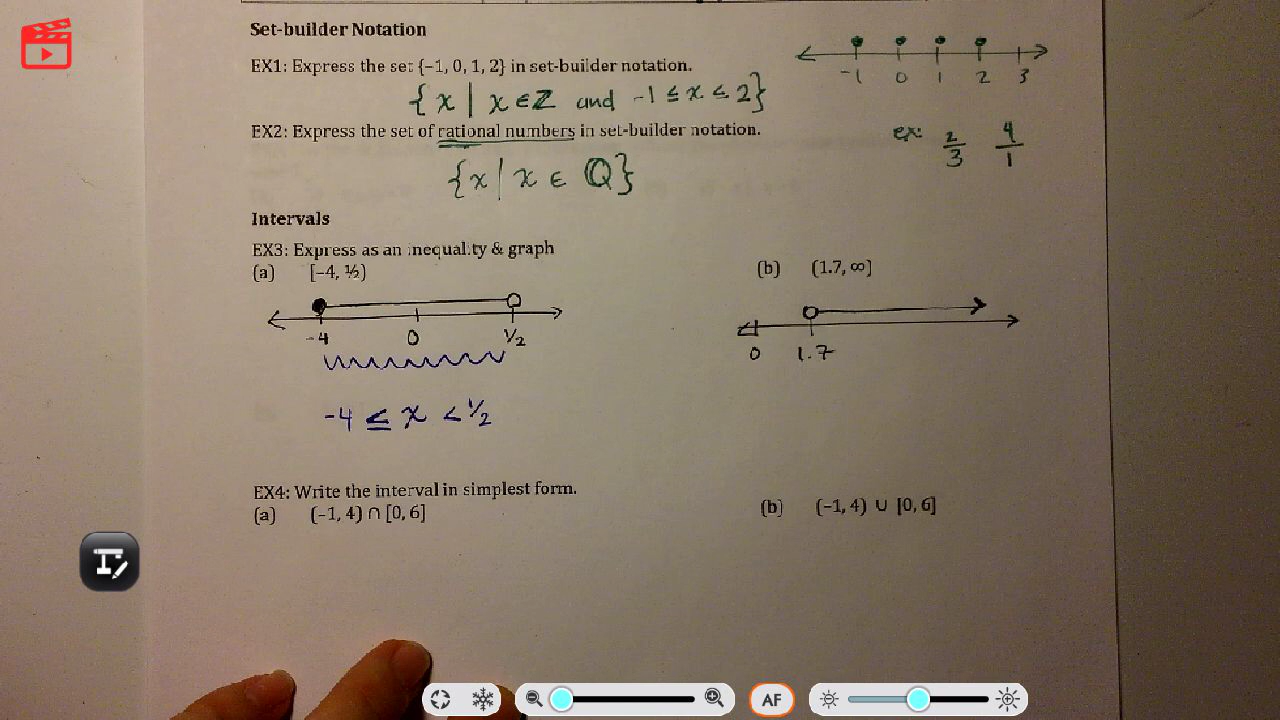 Set-builder Notation
EX1: Express the set {−1, 0, 1, 2} in set-builder notation.
-1 0 1 2 3
{x | x ∈ ℤ and -1 ≤ x ≤ 2}
EX2: Express the set of rational numbers in set-builder notation.
ex: 2/3 4/1
{x | x ∈ ℚ}
Intervals
EX3: Express as an inequality & graph
(a) [−4, ½)
(b) (1.7, ∞]
-4 0 1/2
0 1.7
-4 ≤ x < 1/2
EX4: Write the interval in simplest form.
(a) (−1, 4) ∩ [0, 6]
(b) (−1, 4) ∪ [0, 6]
AF